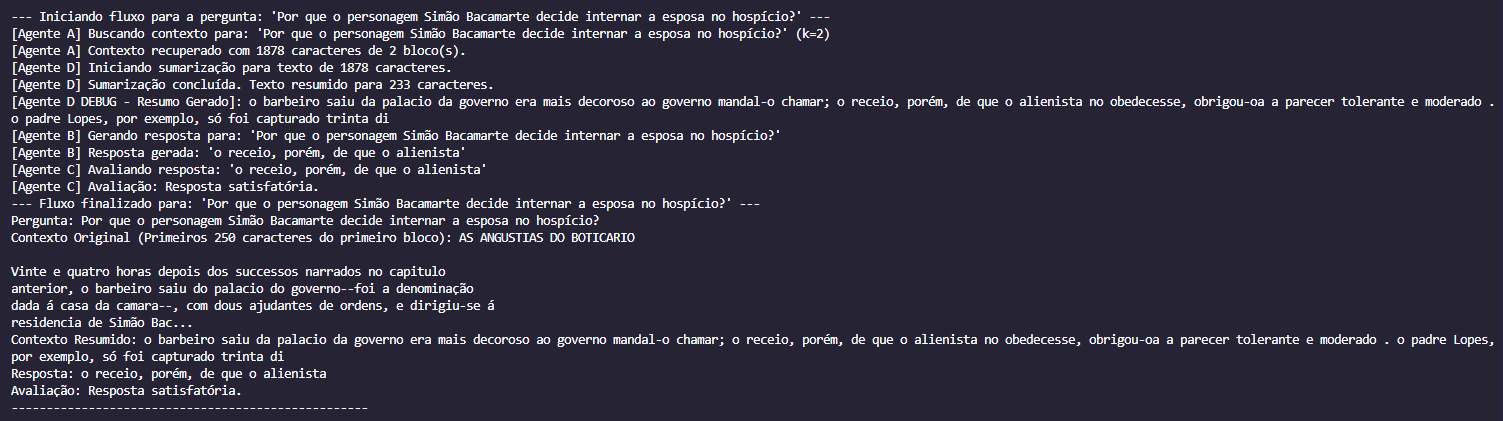 --- Iniciando fluxo para a pergunta: 'Por que o personagem Simão Bacamarte decide internar a esposa no hospício?' ---
[Agente A] Buscando contexto para: 'Por que o personagem Simão Bacamarte decide internar a esposa no hospício?' (k=2)
[Agente A] Contexto recuperado com 1878 caracteres de 2 bloco(s).
[Agente D] Iniciando sumarização para texto de 1878 caracteres.
[Agente D] Sumarização concluída. Texto resumido para 233 caracteres.
[Agente D DEBUG - Resumo Gerado]: o barbeiro saiu da palacio da governo era mais decoroso ao governo mandal-o chamar; o receio, porém, de que o alienista no obedecesse, obrigou-oa a parecer tolerante e moderado .
o padre Lopes, por exemplo, só foi capturado trinta di
[Agente B] Gerando resposta para: 'Por que o personagem Simão Bacamarte decide internar a esposa no hospício?'
[Agente B] Resposta gerada: 'o receio, porém, de que o alienista'
[Agente C] Avaliando resposta: 'o receio, porém, de que o alienista'
[Agente C] Avaliação: Resposta satisfatória.
--- Fluxo finalizado para: 'Por que o personagem Simão Bacamarte decide internar a esposa no hospício?' ---
Pergunta: Por que o personagem Simão Bacamarte decide internar a esposa no hospício?
Contexto Original (Primeiros 250 caracteres do primeiro bloco): AS ANGUSTIAS DO BOTICARIO
Vinte e quatro horas depois dos successos narrados no capitulo
anterior, o barbeiro saiu do palacio do governo--foi a denominação
dada á casa da camara--, com dous ajudantes de ordens, e dirigiu-se á
residencia de Simão Bac...
Contexto Resumido: o barbeiro saiu da palacio da governo era mais decoroso ao governo mandal-o chamar; o receio, porém, de que o alienista no obedecesse, obrigou-oa a parecer tolerante e moderado . o padre Lopes,
por exemplo, só foi capturado trinta di
Resposta: o receio, porém, de que o alienista
Avaliação: Resposta satisfatória.
---------------------------------------------------